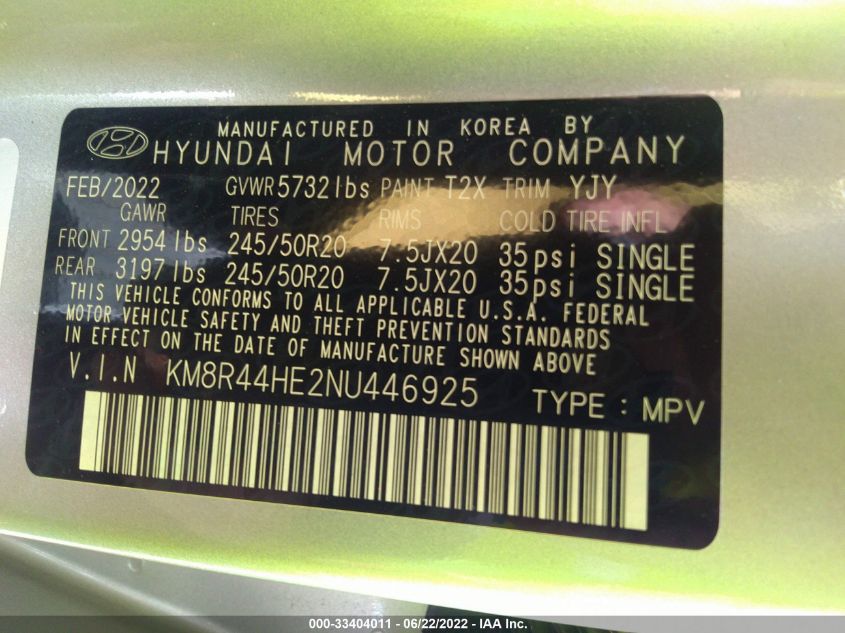 MANUFACTURED IN KOREA BY
HYUNDAI MOTOR COMPANY
FEB/2022 GVWR 5732 lbs PAINT T2X TRIM YJY
GAWR TIRES RIMS COLD TIRE INFL
FRONT 2954 lbs 245/50R20 7.5JX20 35psi SINGLE
REAR 3197 lbs 245/50R20 7.5JX20 35psi SINGLE
THIS VEHICLE CONFORMS TO ALL APPLICABLE U.S.A. FEDERAL
MOTOR VEHICLE SAFETY AND THEFT PREVENTION STANDARDS
IN EFFECT ON THE DATE OF MANUFACTURE SHOWN ABOVE
V.I.N KM8R44HE2NU446925 TYPE : MPV
000-33404011 - 06/22/2022 - IAA Inc.